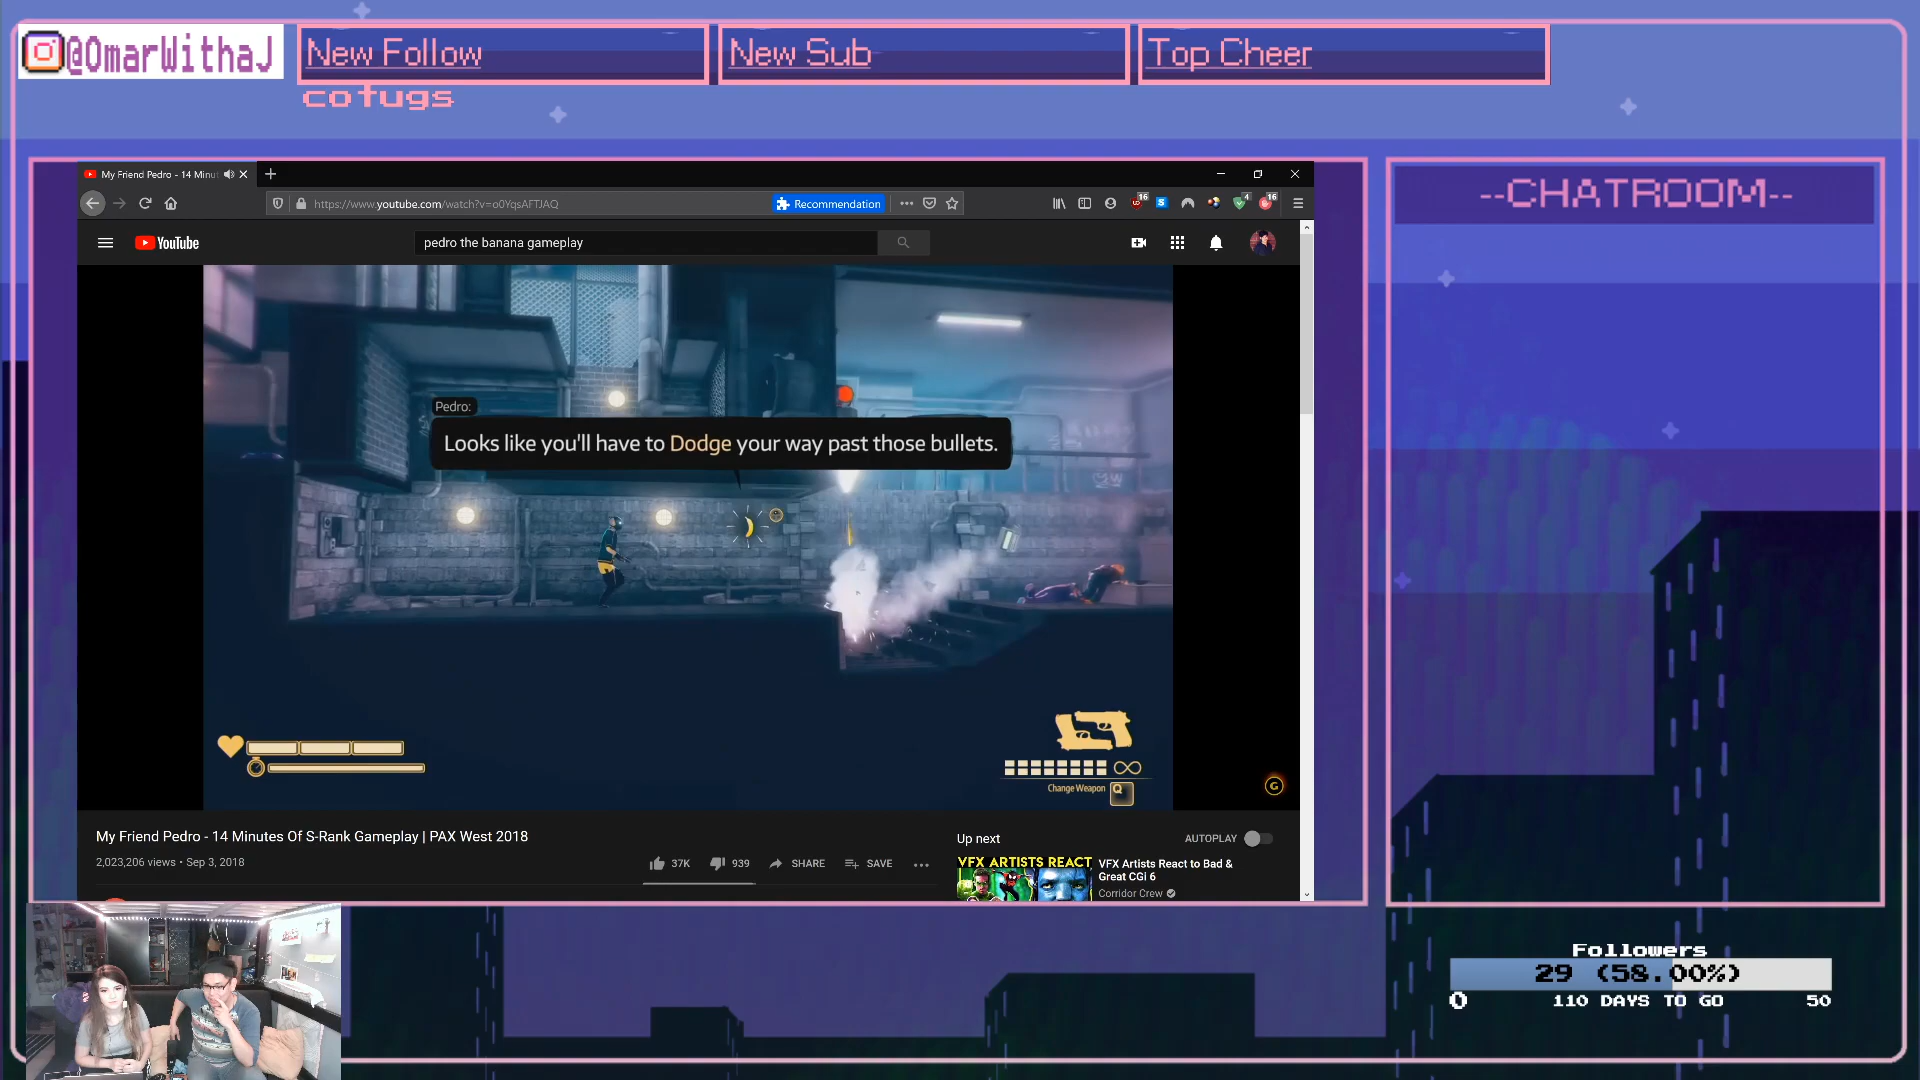 @OmarWithaJ
New Follow
New Sub
Top Cheer
cofugs
My Friend Pedro - 14 Minut
https://www.youtube.com/watch?v=o0YqsAFTJAQ
Recommendation
16
4
16
--CHATROOM--
YouTube
pedro the banana gameplay
Pedro:
Looks like you'll have to Dodge your way past those bullets.
Change Weapon
Q
G
My Friend Pedro - 14 Minutes Of S-Rank Gameplay | PAX West 2018
2,023,206 views • Sep 3, 2018
37K
939
SHARE
SAVE
Up next
AUTOPLAY
VFX ARTISTS REACT
VFX Artists React to Bad &
Great CGi 6
Corridor Crew
Followers
29 (58.00%)
0
110 DAYS TO GO
50